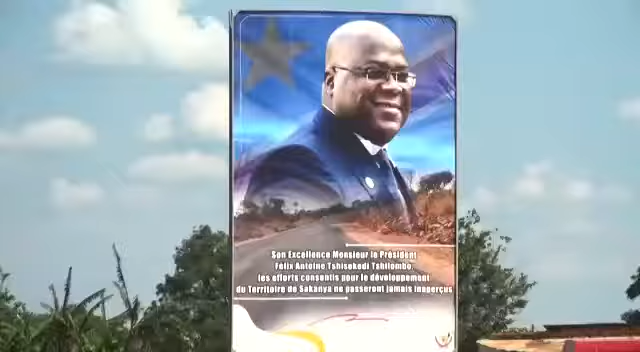 Son Excellence Monsieur le Président
Félix Antoine Tshisekedi Tshilombo,
les efforts consentis pour le développement
du Territoire de Sakanya ne passeront jamais inaperçus